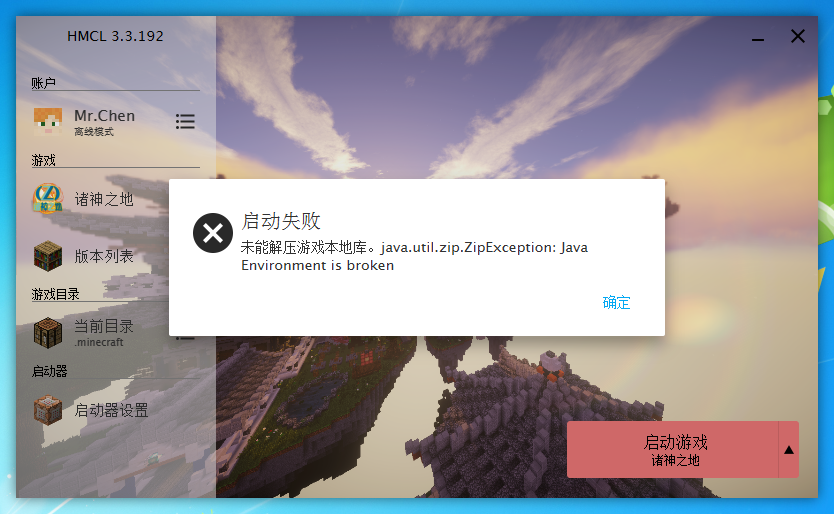 HMCL 3.3.192
账户
Mr.Chen
离线模式
游戏
诸神之地
版本列表
游戏目录
当前目录
.minecraft
启动器
启动器设置
启动失败
未能解压游戏本地库。java.util.zip.ZipException: Java
Environment is broken
确定
启动游戏
诸神之地